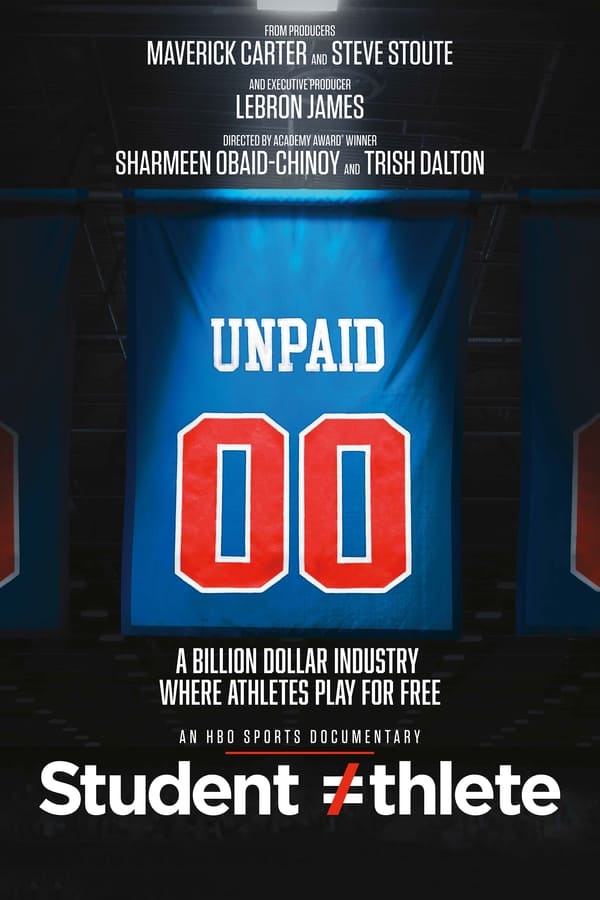 FROM PRODUCERS
MAVERICK CARTER AND STEVE STOUTE
AND EXECUTIVE PRODUCER
LEBRON JAMES
DIRECTED BY ACADEMY AWARD® WINNER
SHARMEEN OBAID-CHINOY AND TRISH DALTON
UNPAID
00
A BILLION DOLLAR INDUSTRY
WHERE ATHLETES PLAY FOR FREE
AN HBO SPORTS DOCUMENTARY
Student ≠thlete